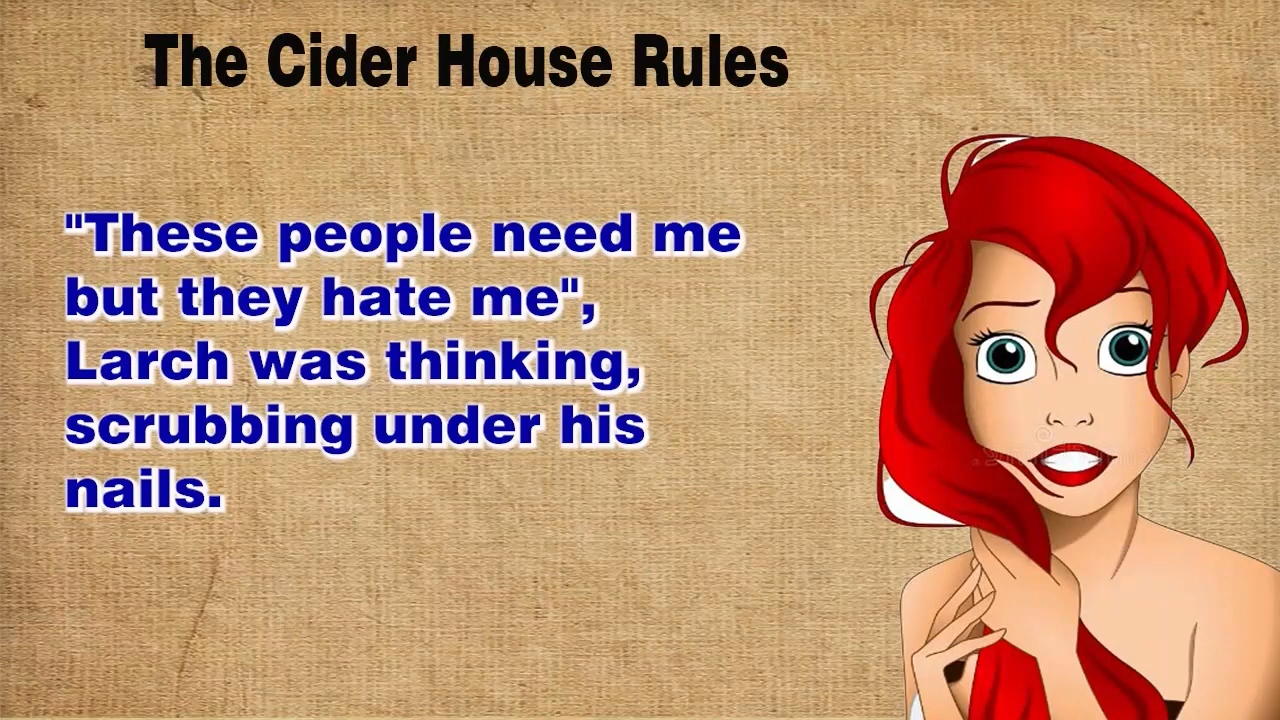 The Cider House Rules
"These people need me
but they hate me",
Larch was thinking,
scrubbing under his
nails.